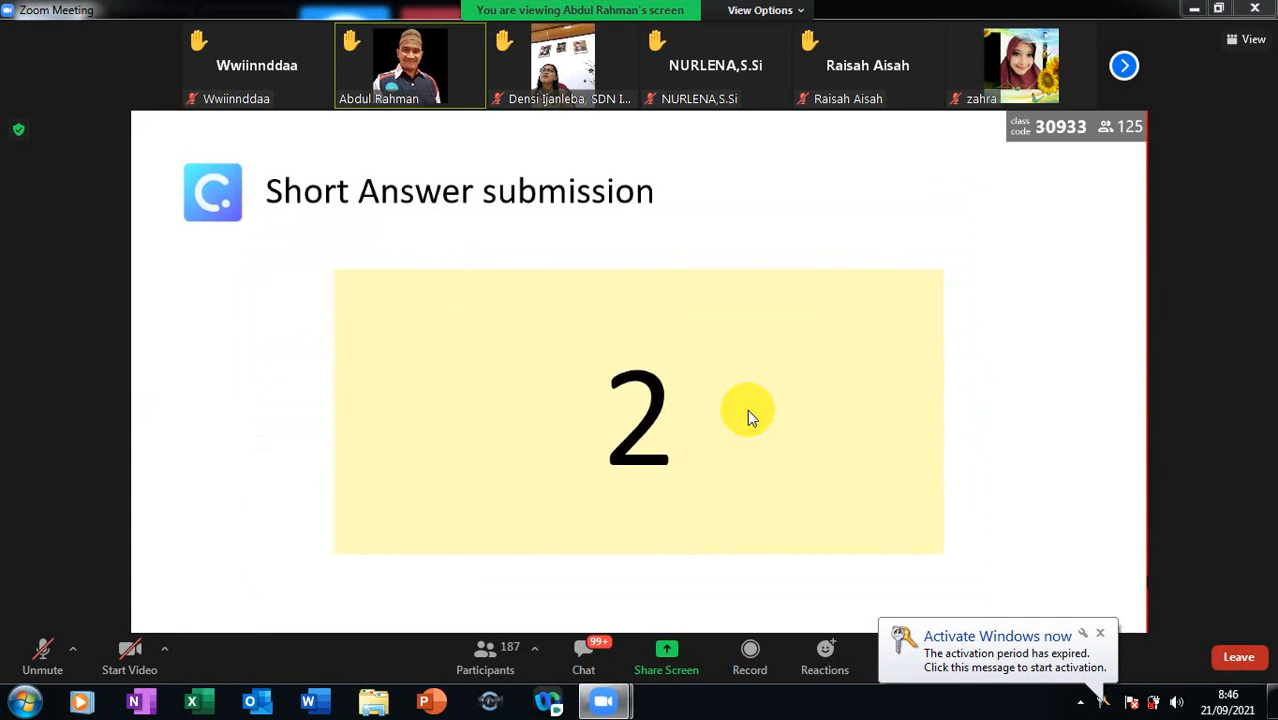 Zoom Meeting
You are viewing Abdul Rahman's screen
View Options
Wwiinnddaa
NURLENA,S.Si
Raisah Aisah
View
Wwiinnddaa
Abdul Rahman
Densi Ijanleba, SDN I...
NURLENA,S.Si
Raisah Aisah
zahra
class code 30933 125
C.
Short Answer submission
2
Unmute
Start Video
187
Participants
99+
Chat
Share Screen
Record
Reactions
Activate Windows now
The activation period has expired.
Click this message to start activation.
Leave
8:46
21/09/2021